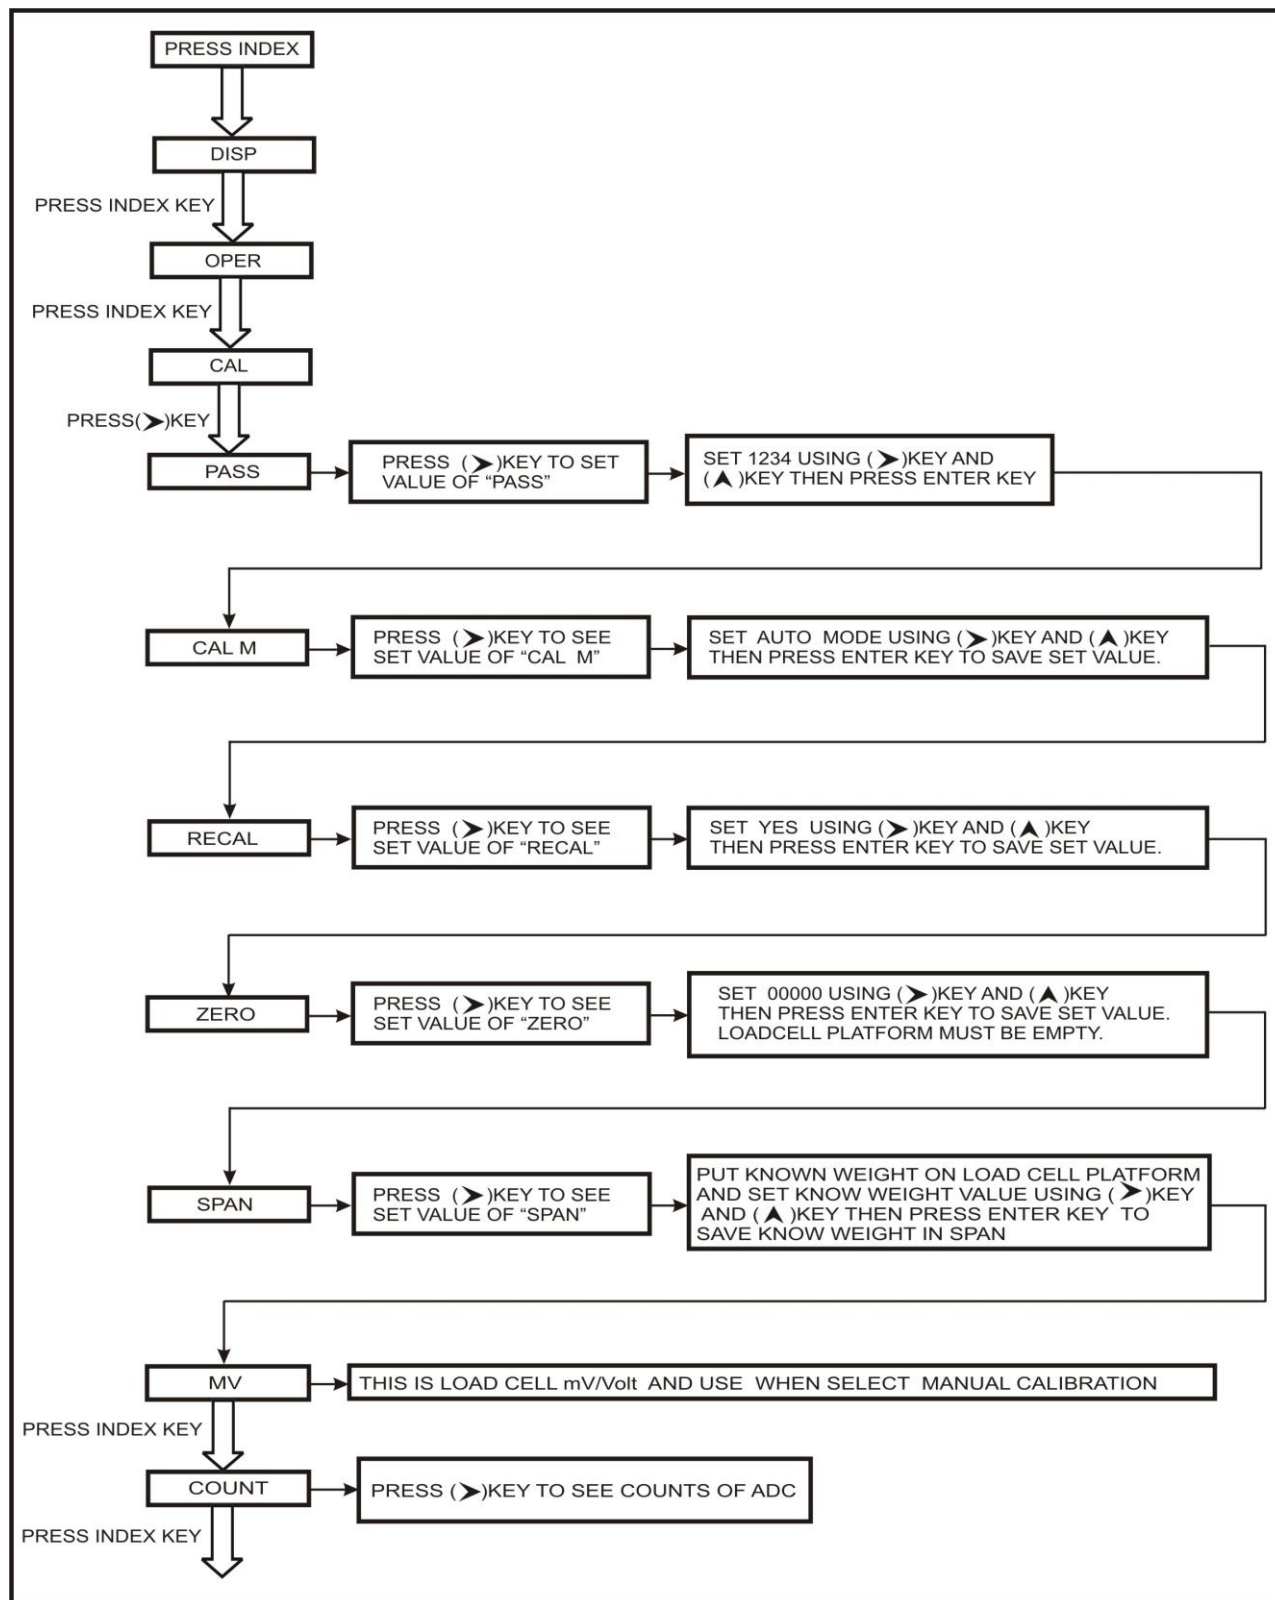 PRESS INDEX
DISP
PRESS INDEX KEY
OPER
PRESS INDEX KEY
CAL
PRESS(➤)KEY
PASS
PRESS (➤)KEY TO SET
VALUE OF “PASS”
SET 1234 USING (➤)KEY AND
(▲)KEY THEN PRESS ENTER KEY
CAL M
PRESS (➤)KEY TO SEE
SET VALUE OF “CAL M”
SET AUTO MODE USING (➤)KEY AND (▲)KEY
THEN PRESS ENTER KEY TO SAVE SET VALUE.
RECAL
PRESS (➤)KEY TO SEE
SET VALUE OF “RECAL”
SET YES USING (➤)KEY AND (▲)KEY
THEN PRESS ENTER KEY TO SAVE SET VALUE.
ZERO
PRESS (➤)KEY TO SEE
SET VALUE OF “ZERO”
SET 00000 USING (➤)KEY AND (▲)KEY
THEN PRESS ENTER KEY TO SAVE SET VALUE.
LOADCELL PLATFORM MUST BE EMPTY.
SPAN
PRESS (➤)KEY TO SEE
SET VALUE OF “SPAN”
PUT KNOWN WEIGHT ON LOAD CELL PLATFORM
AND SET KNOW WEIGHT VALUE USING (➤)KEY
AND (▲)KEY THEN PRESS ENTER KEY TO
SAVE KNOW WEIGHT IN SPAN
MV
THIS IS LOAD CELL mV/Volt AND USE WHEN SELECT MANUAL CALIBRATION
PRESS INDEX KEY
COUNT
PRESS (➤)KEY TO SEE COUNTS OF ADC
PRESS INDEX KEY